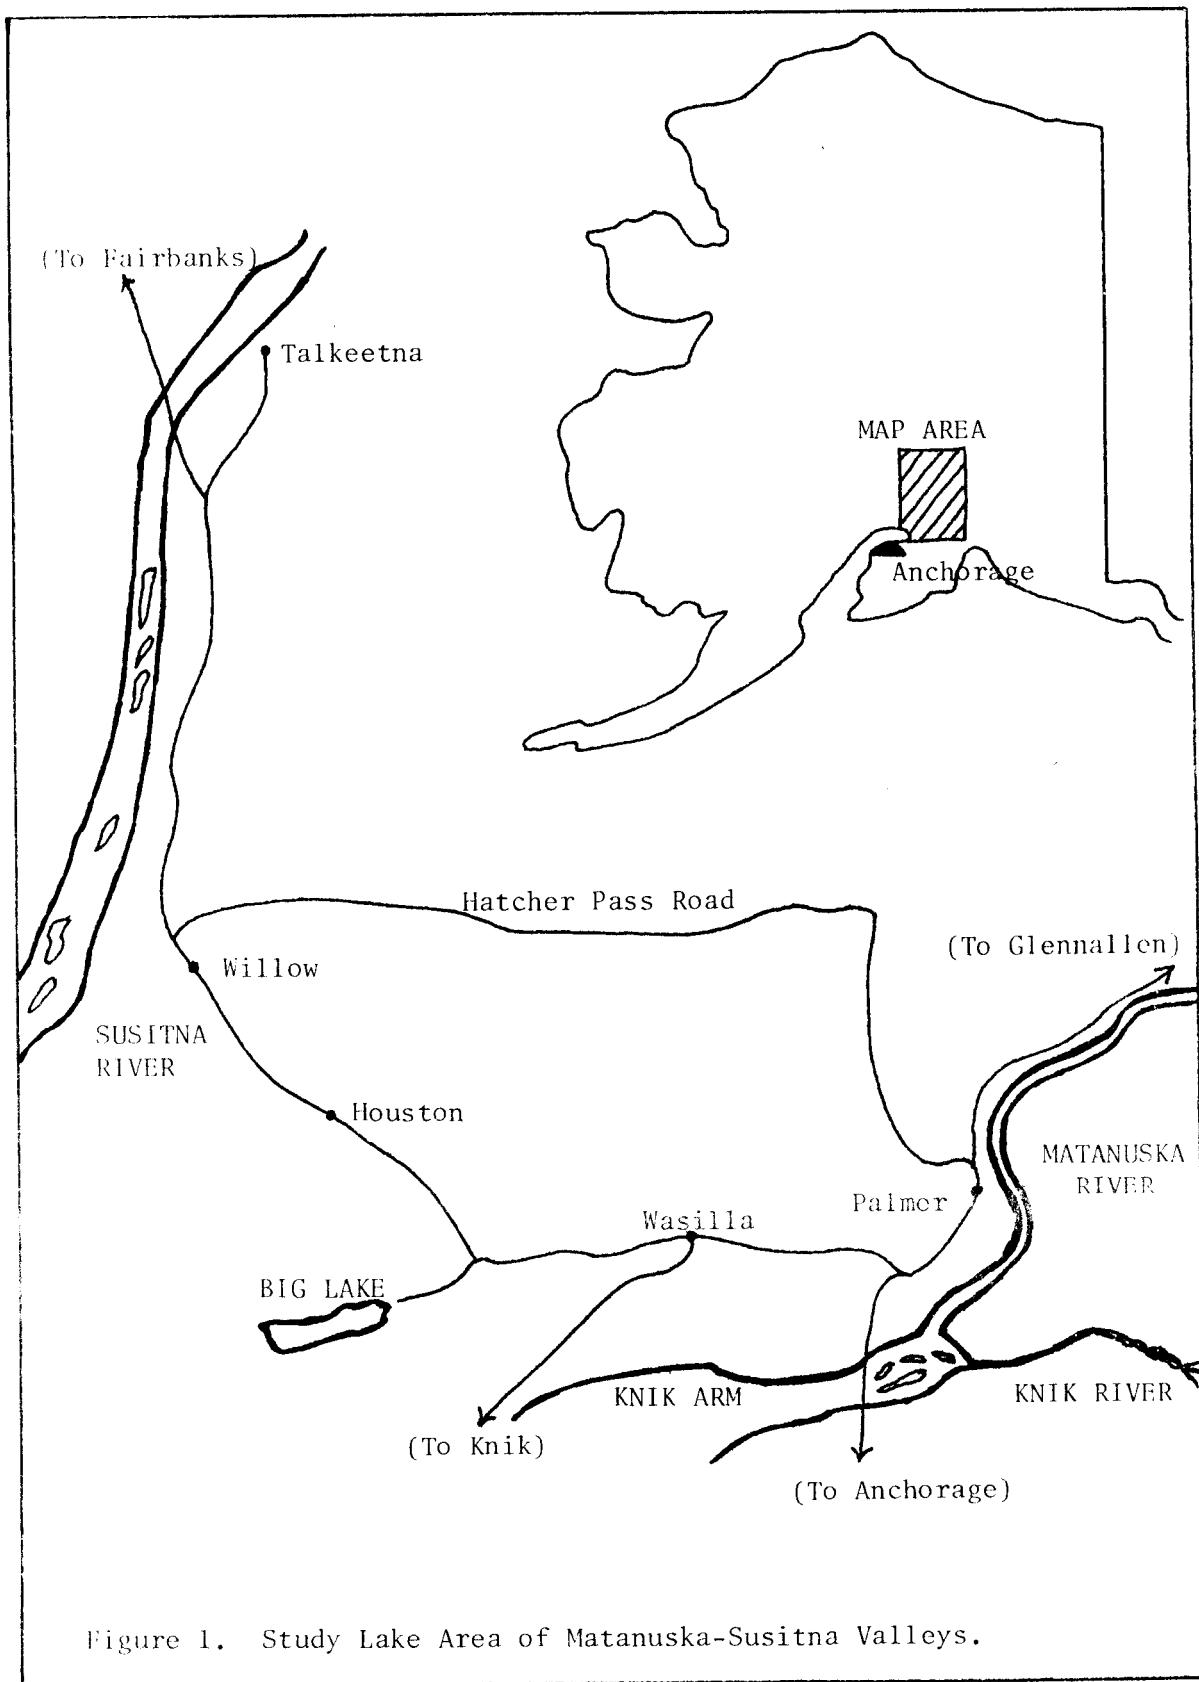 (To Fairbanks)
Talkeetna
MAP AREA
Anchorage
Hatcher Pass Road
(To Glennallen)
Willow
SUSITNA
RIVER
Houston
MATANUSKA
RIVER
Palmer
Wasilla
BIG LAKE
KNIK ARM
KNIK RIVER
(To Knik)
(To Anchorage)
Figure 1. Study Lake Area of Matanuska-Susitna Valleys.